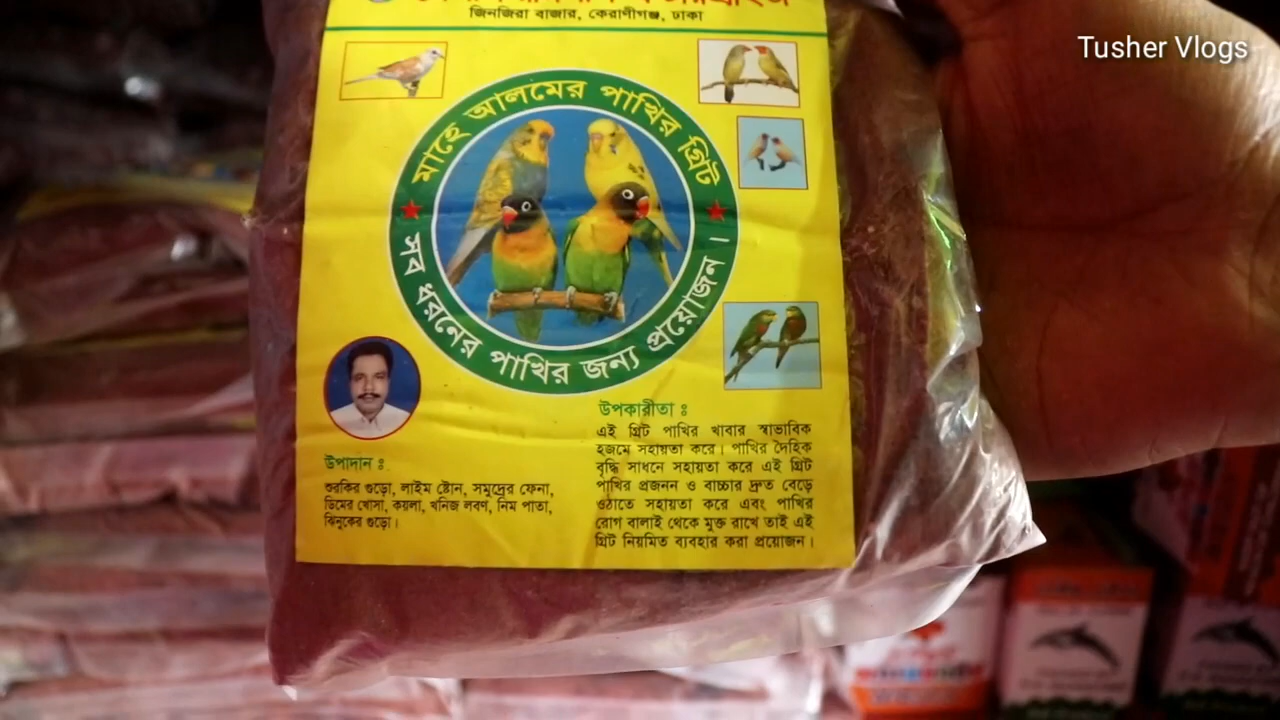 Tusher Vlogs
জিনজিরা বাজার, কেরাণীগঞ্জ, ঢাকা
মাহে আলমের পাখির গ্রিট
সব ধরনের পাখির জন্য প্রয়োজন।
উপাদান ঃ
শুরকির গুড়ো, লাইম ষ্টোন, সমুদ্রের ফেনা,
ডিমের খোসা, কয়লা, খনিজ লবণ, নিম পাতা,
ঝিনুকের গুড়ো।
উপকারীতা ঃ
এই গ্রিট পাখির খাবার স্বাভাবিক
হজমে সহায়তা করে। পাখির দৈহিক
বৃদ্ধি সাধনে সহায়তা করে এই গ্রিট
পাখির প্রজনন ও বাচ্চার দ্রুত বেড়ে
ওঠাতে সহায়তা করে এবং পাখির
রোগ বালাই থেকে মুক্ত রাখে তাই এই
গ্রিট নিয়মিত ব্যবহার করা প্রয়োজন।